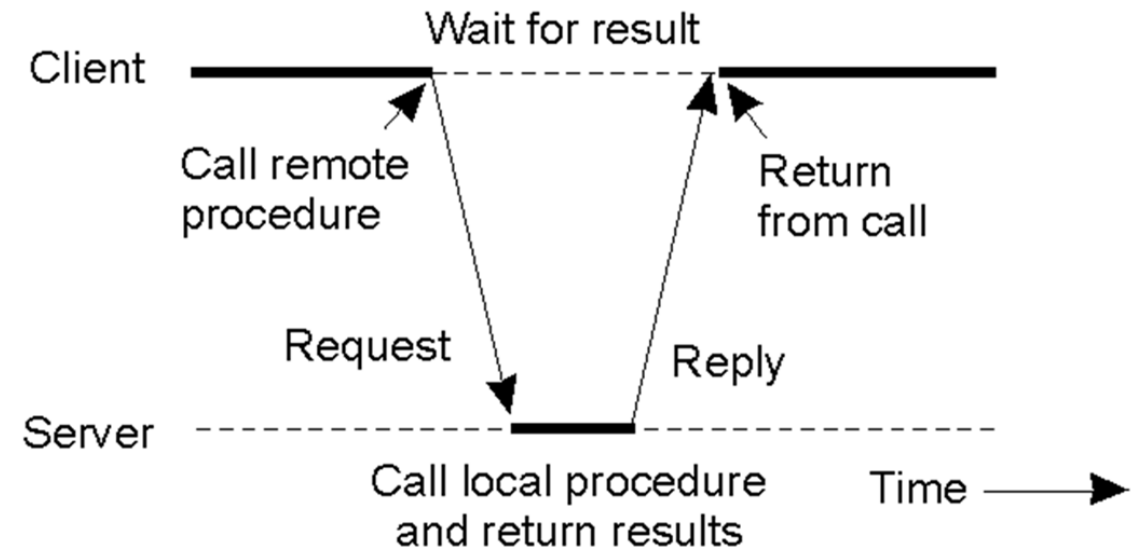 Wait for result
Client
Call remote
procedure
Return
from call
Request
Reply
Server
Call local procedure
and return results
Time